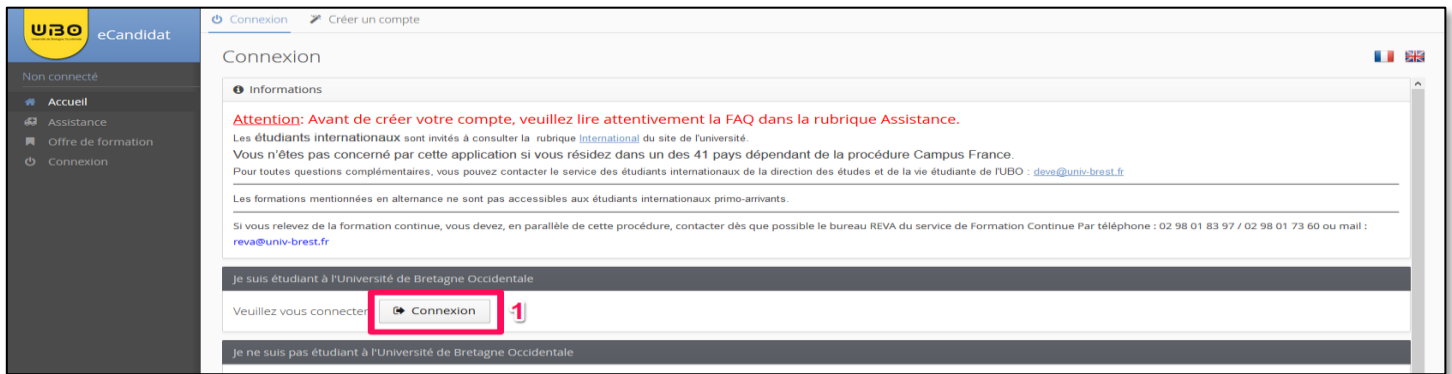 UBO
eCandidat
Connexion
Créer un compte
Non connecté
Accueil
Assistance
Offre de formation
Connexion
Connexion
Informations
Attention: Avant de créer votre compte, veuillez lire attentivement la FAQ dans la rubrique Assistance.
Les étudiants internationaux sont invités à consulter la rubrique International du site de l'université.
Vous n'êtes pas concerné par cette application si vous résidez dans un des 41 pays dépendant de la procédure Campus France.
Pour toutes questions complémentaires, vous pouvez contacter le service des étudiants internationaux de la direction des études et de la vie étudiante de l'UBO : deve@univ-brest.fr
Les formations mentionnées en alternance ne sont pas accessibles aux étudiants internationaux primo-arrivants.
Si vous relevez de la formation continue, vous devez, en parallèle de cette procédure, contacter dès que possible le bureau REVA du service de Formation Continue Par téléphone : 02 98 01 83 97 / 02 98 01 73 60 ou mail :
reva@univ-brest.fr
Je suis étudiant à l'Université de Bretagne Occidentale
Veuillez vous connecter
Connexion
1
Je ne suis pas étudiant à l'Université de Bretagne Occidentale